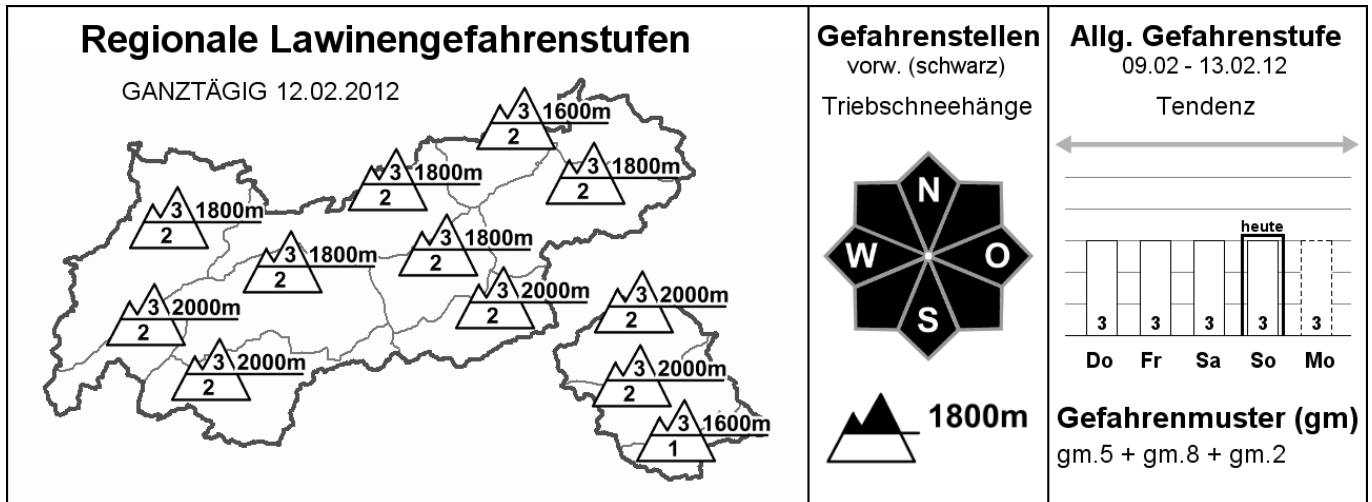 Regionale Lawinengefahrenstufen
GANZTÄGIG 12.02.2012
3 1600m
2
3 1800m
2
3 1800m
2
3 1800m
2
3 1800m
2
3 1800m
2
3 2000m
2
3 2000m
2
3 2000m
2
3 2000m
2
3 2000m
2
3 1600m
1
Gefahrenstellen
vorw. (schwarz)
Triebschneehänge
N
W O
S
1800m
Allg. Gefahrenstufe
09.02 - 13.02.12
Tendenz
heute
3 3 3 3 3
Do Fr Sa So Mo
Gefahrenmuster (gm)
gm.5 + gm.8 + gm.2